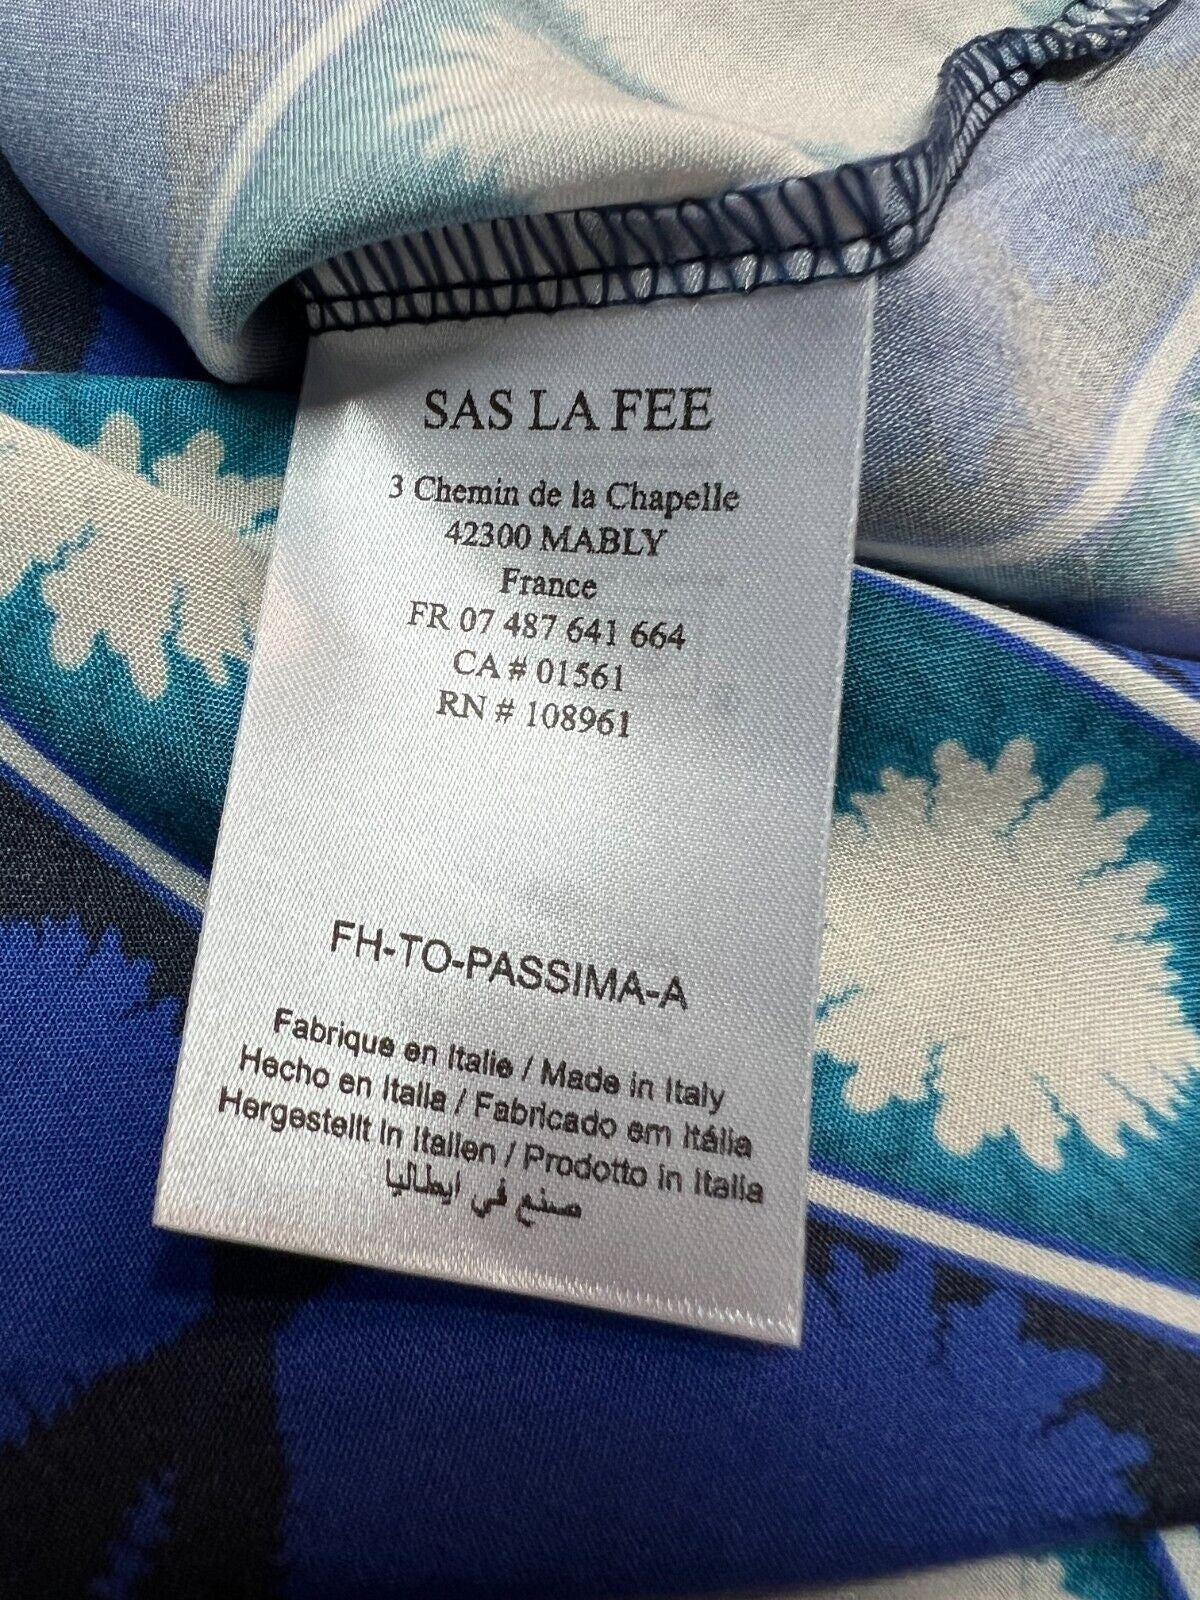 SAS LA FEE
3 Chemin de la Chapelle
42300 MABLY
France
FR 07 487 641 664
CA # 01561
RN # 108961
FH-TO-PASSIMA-A
Fabrique en Italie / Made in Italy
Hecho en Italia / Fabricado em Itália
Hergestellt in Italien / Prodotto in Italia
صنع في ايطاليا